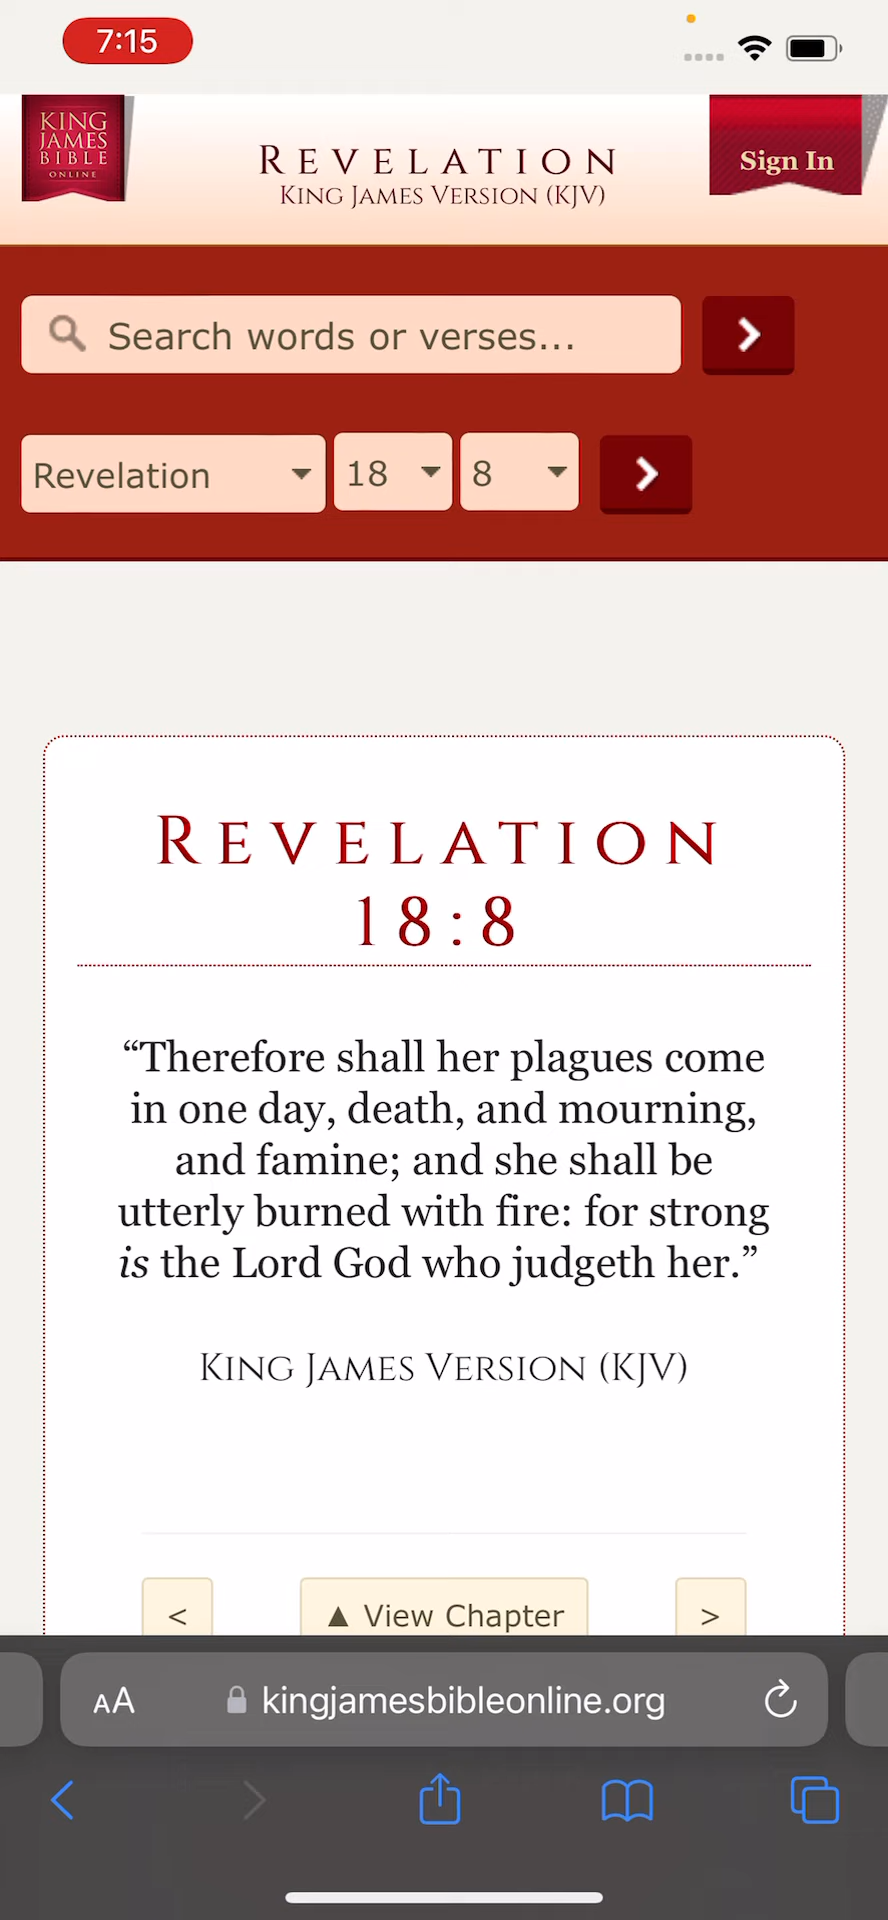 7:15
KING
JAMES
BIBLE
ONLINE
REVELATION
KING JAMES VERSION (KJV)
Sign In
Search words or verses...
Revelation
18
8
REVELATION
18:8
“Therefore shall her plagues come
in one day, death, and mourning,
and famine; and she shall be
utterly burned with fire: for strong
is the Lord God who judgeth her.”
KING JAMES VERSION (KJV)
<
▲ View Chapter
>
AA
kingjamesbibleonline.org